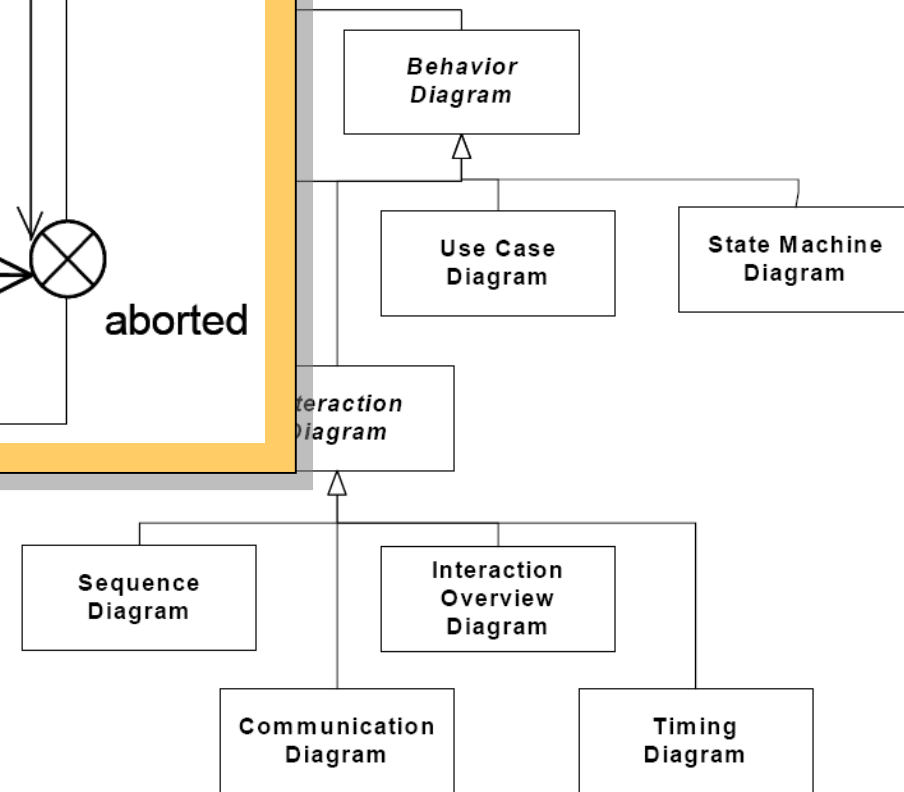 Behavior
Diagram
Use Case
Diagram
State Machine
Diagram
aborted
teraction
Diagram
Sequence
Diagram
Interaction
Overview
Diagram
Communication
Diagram
Timing
Diagram